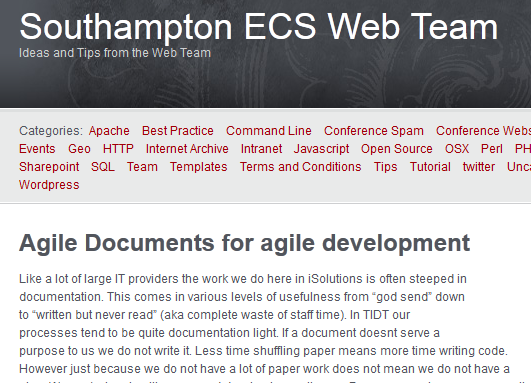 Southampton ECS Web Team
Ideas and Tips from the Web Team
Categories: Apache Best Practice Command Line Conference Spam Conference
Events Geo HTTP Internet Archive Intranet Javascript Open Source OSX Perl
Sharepoint SQL Team Templates Terms and Conditions Tips Tutorial twitter
Wordpress
Agile Documents for agile development
Like a lot of large IT providers the work we do here in iSolutions is often steeped in
documentation. This comes in various levels of usefulness from “god send” down
to “written but never read” (aka complete waste of staff time). In TIDT our
processes tend to be quite documentation light. If a document doesnt serve a
purpose to us we do not write it. Less time shuffling paper means more time writing code.
However just because we do not have a lot of paper work does not mean we do not have a